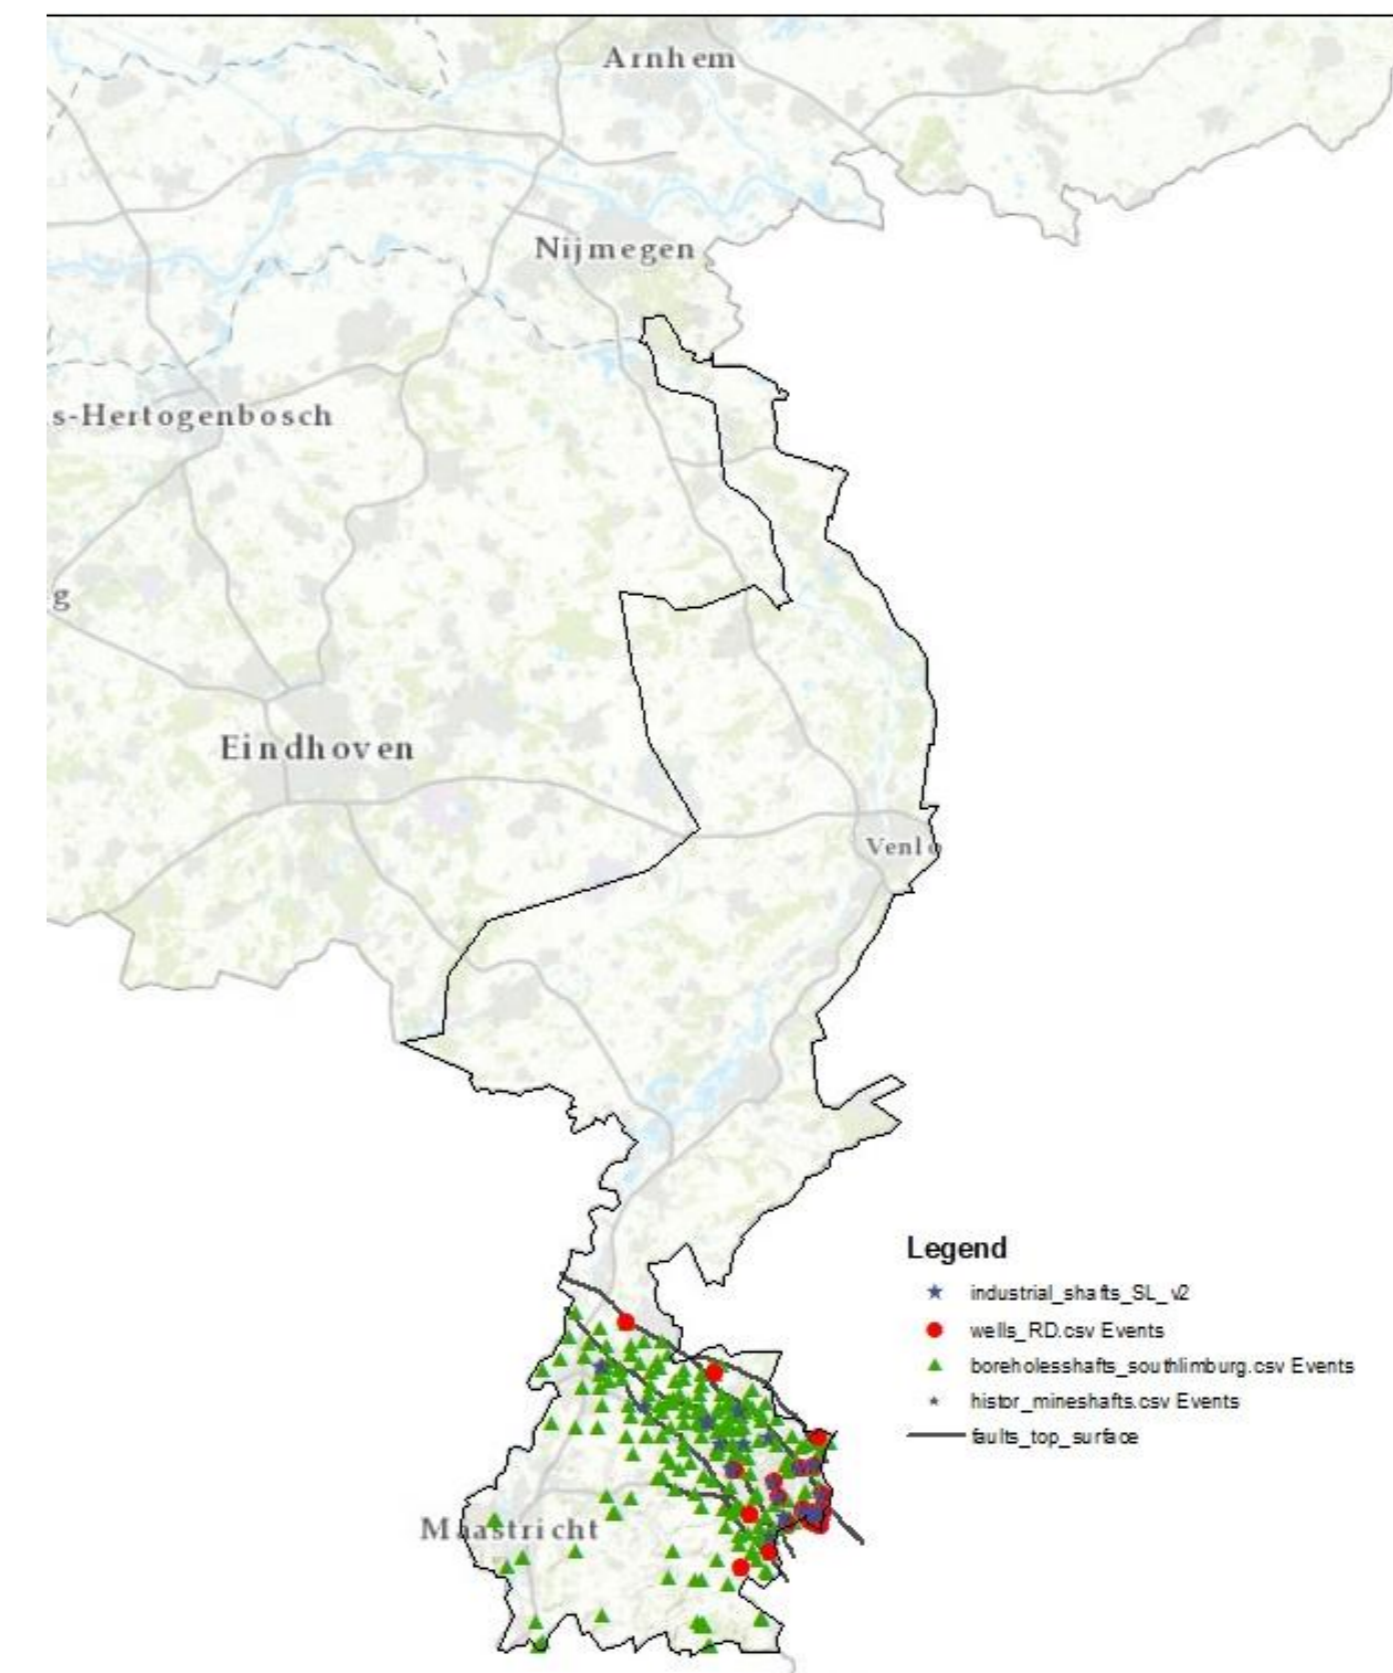 Arnhem
Nijmegen
s-Hertogenbosch
g
Eindhoven
Venlo
Maastricht
Legend
industrial_shafts_SL_v2
wells_RD.csv Events
boreholesshafts_southlimburg.csv Events
histor_mineshafts.csv Events
faults_top_surface